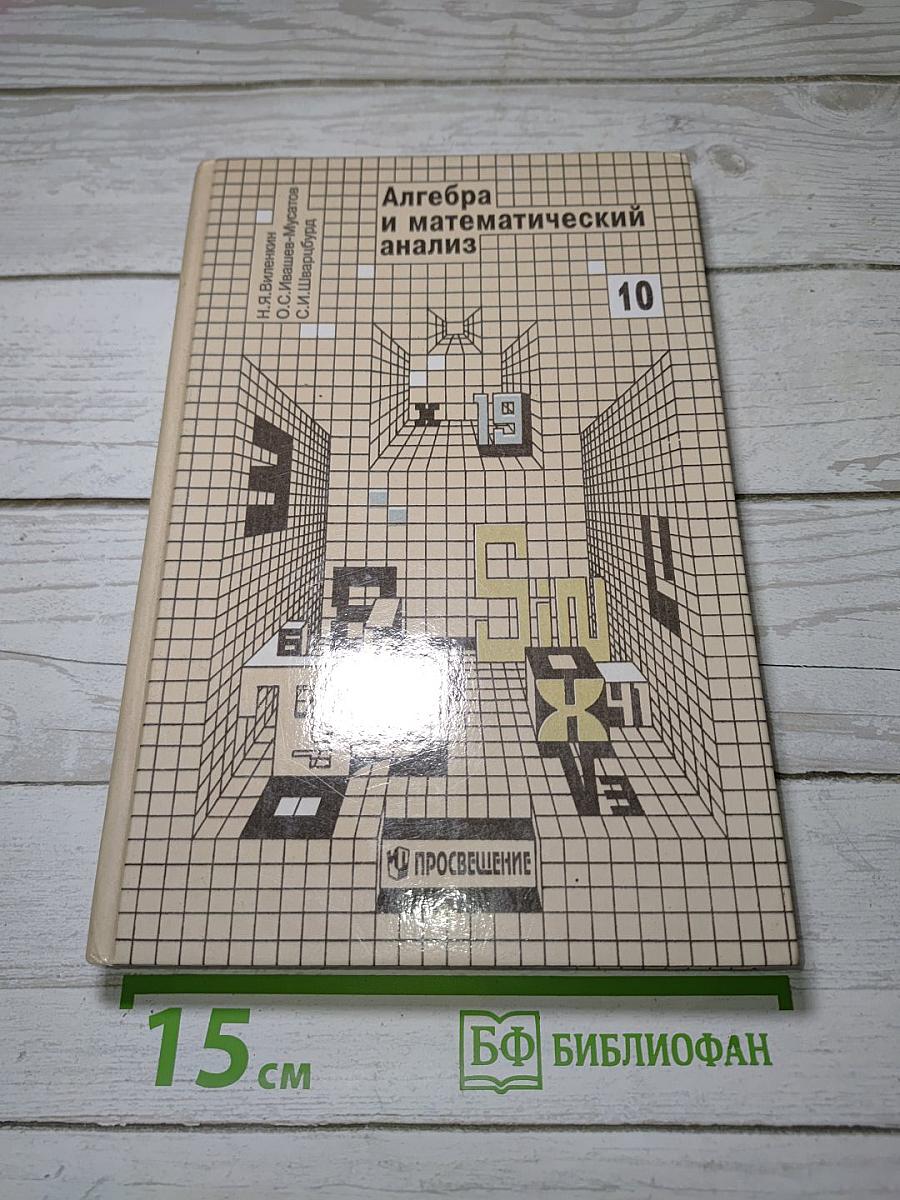 Н.Я.Виленкин
О.С.Ивашев-Мусатов
С.И.Шварцбурд
Алгебра
и математический
анализ
10
x
19
Sin
X
ПРОСВЕЩЕНИЕ
15 см
БФ БИБЛИОФАН